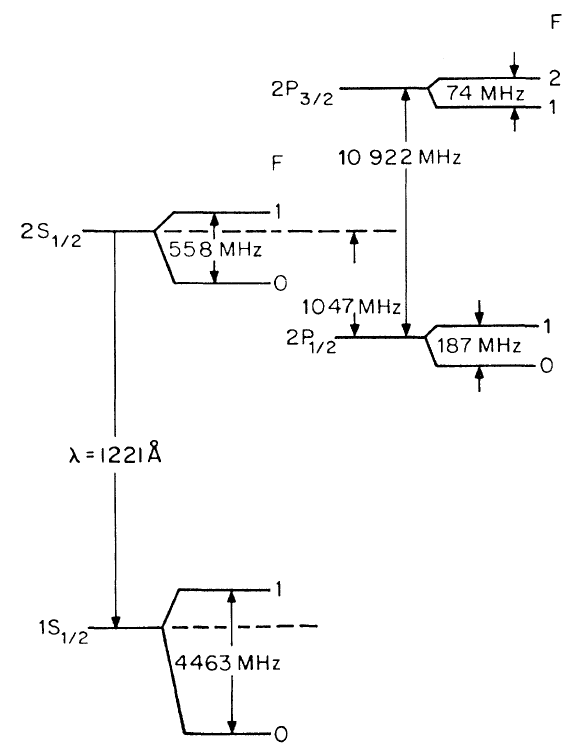 F
2P3/2
2
74 MHz
1
10 922 MHz
F
2S1/2
1
558 MHz
0
1047 MHz
2P1/2
1
187 MHz
0
λ = 1221 Å
1
1S1/2
4463 MHz
0